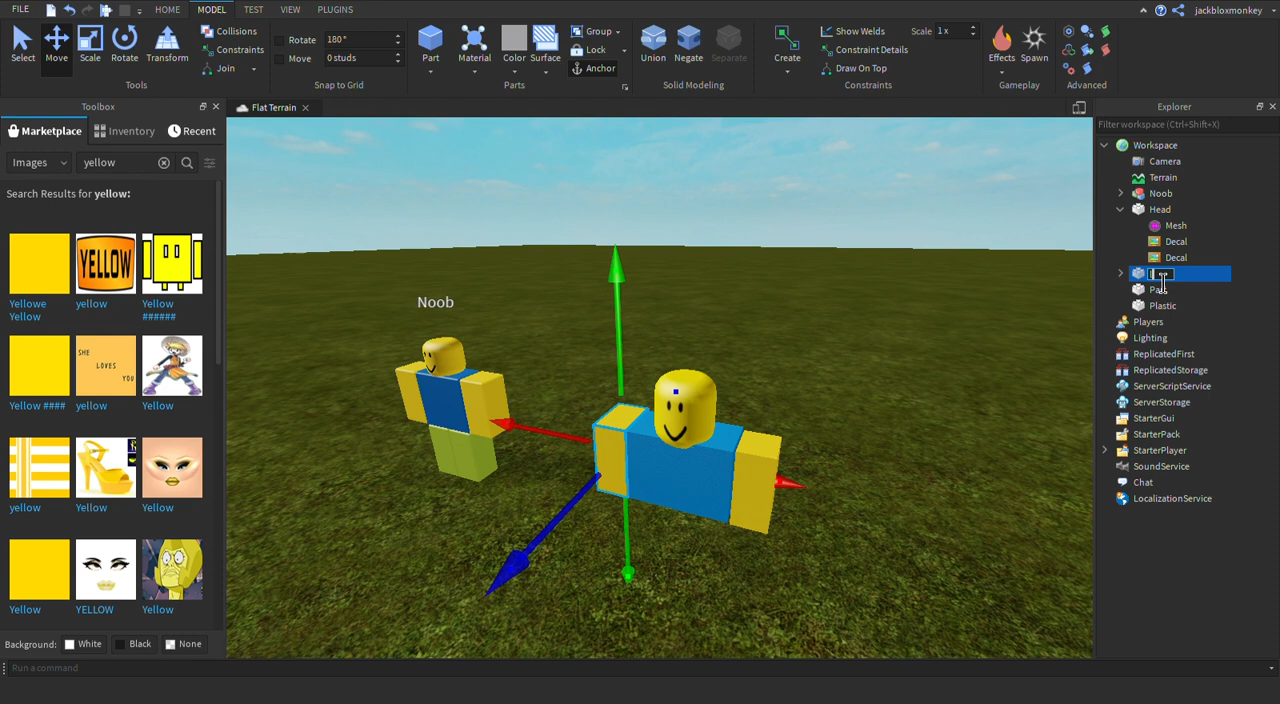 FILE HOME MODEL TEST VIEW PLUGINS jackbloxmonkey
Select Move Scale Rotate Transform
Collisions
Constraints
Join
Tools
Rotate 180°
Move 0 studs
Snap to Grid
Part Material Color Surface
Group
Lock
Anchor
Parts
Union Negate Separate
Solid Modeling
Create
Show Welds Scale 1 x
Constraint Details
Draw On Top
Constraints
Effects Spawn
Gameplay
Advanced
Toolbox
Marketplace Inventory Recent
Images yellow
Search Results for yellow:
YELLOW
Yellowe Yellow
yellow
Yellow ######
SHE LOVES YOU
Yellow ####
yellow
Yellow
yellow
Yellow
Yellow
Yellow
YELLOW
Yellow
Background: White Black None
Run a command
Flat Terrain
Noob
Explorer
Filter workspace (Ctrl+Shift+X)
Workspace
Camera
Terrain
Noob
Head
Mesh
Decal
Decal
Plastic
Players
Lighting
ReplicatedFirst
ReplicatedStorage
ServerScriptService
ServerStorage
StarterGui
StarterPack
StarterPlayer
SoundService
Chat
LocalizationService